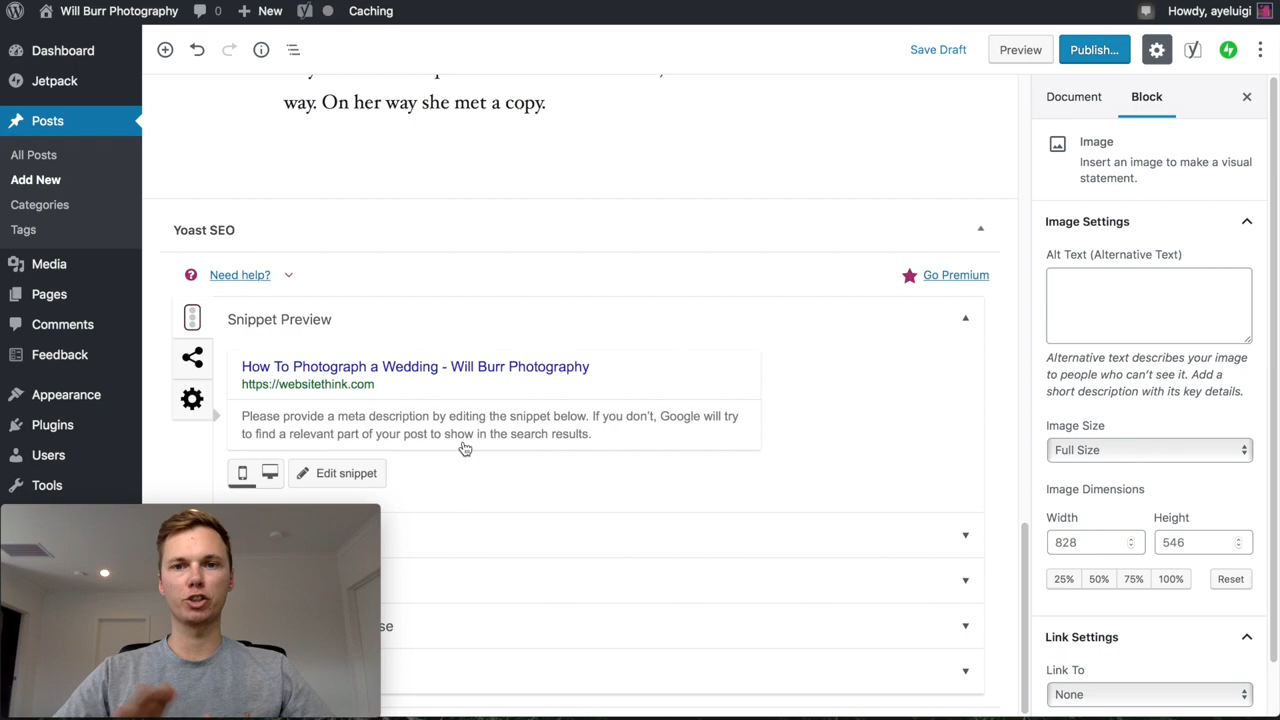 Will Burr Photography 0 New Caching Howdy, ayeluigi
Dashboard
Jetpack
Posts
All Posts
Add New
Categories
Tags
Media
Pages
Comments
Feedback
Appearance
Plugins
Users
Tools
Save Draft Preview Publish...
way. On her way she met a copy.
Yoast SEO
Need help? Go Premium
Snippet Preview
How To Photograph a Wedding - Will Burr Photography
https://websitethink.com
Please provide a meta description by editing the snippet below. If you don't, Google will try
to find a relevant part of your post to show in the search results.
Edit snippet
Document Block
Image
Insert an image to make a visual
statement.
Image Settings
Alt Text (Alternative Text)
Alternative text describes your image
to people who can't see it. Add a
short description with its key details.
Image Size
Full Size
Image Dimensions
Width Height
828 546
25% 50% 75% 100% Reset
Link Settings
Link To
None